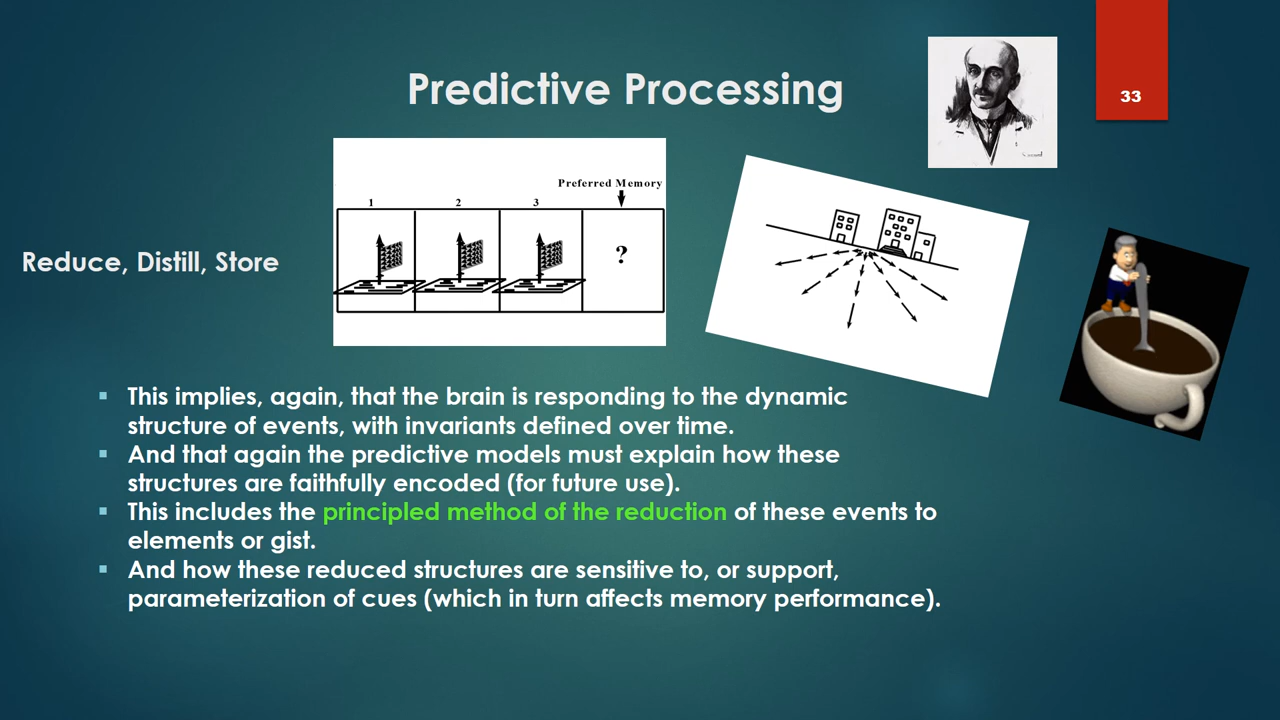 Predictive Processing
33
Preferred Memory
1 2 3
?
Reduce, Distill, Store
▪ This implies, again, that the brain is responding to the dynamic
structure of events, with invariants defined over time.
▪ And that again the predictive models must explain how these
structures are faithfully encoded (for future use).
▪ This includes the principled method of the reduction of these events to
elements or gist.
▪ And how these reduced structures are sensitive to, or support,
parameterization of cues (which in turn affects memory performance).